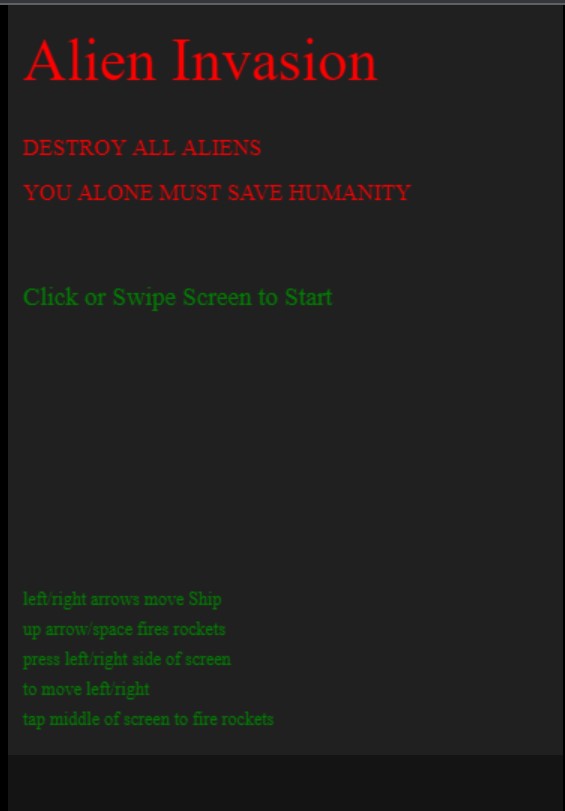 Alien Invasion
DESTROY ALL ALIENS
YOU ALONE MUST SAVE HUMANITY
Click or Swipe Screen to Start
left/right arrows move Ship
up arrow/space fires rockets
press left/right side of screen
to move left/right
tap middle of screen to fire rockets